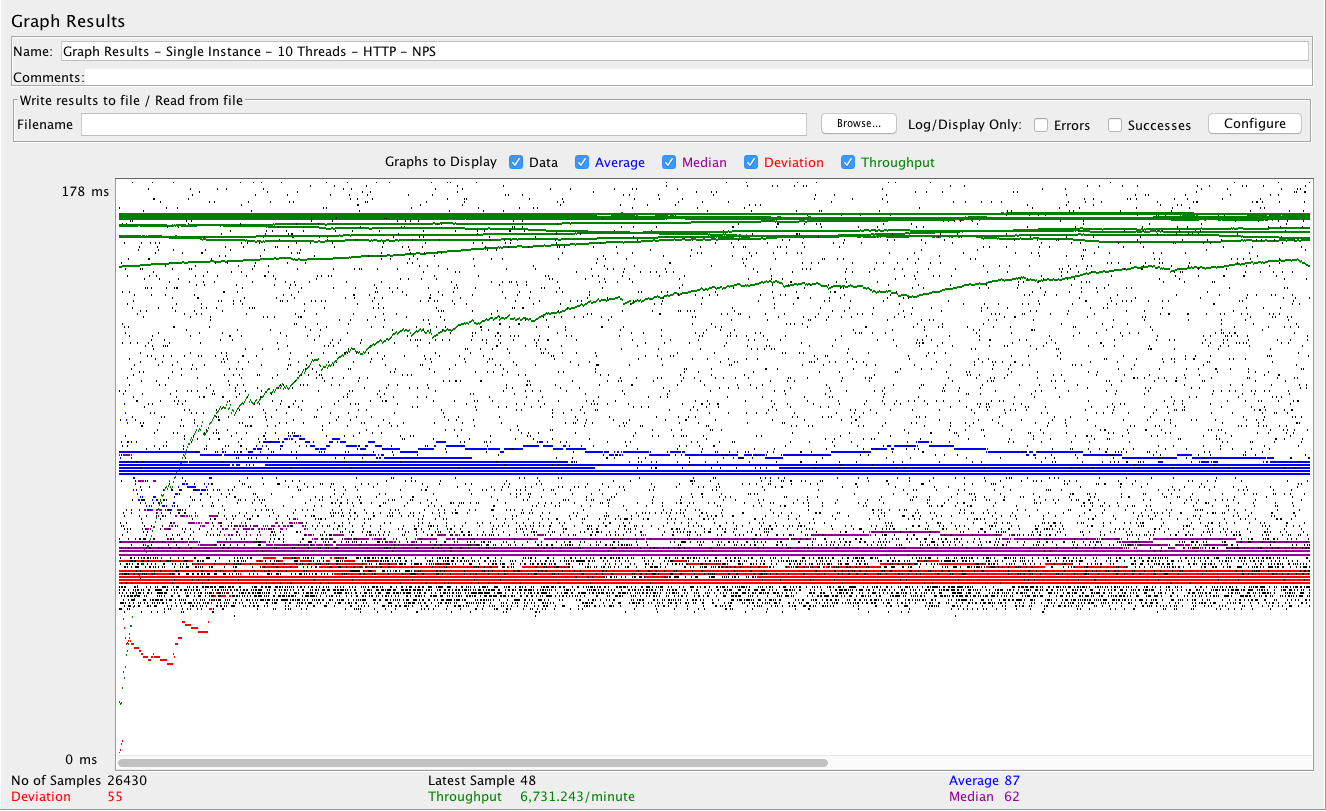 Graph Results
Name: Graph Results – Single Instance – 10 Threads – HTTP – NPS
Comments:
Write results to file / Read from file
Filename Browse... Log/Display Only: Errors Successes Configure
Graphs to Display Data Average Median Deviation Throughput
178 ms
0 ms
No of Samples 26430 Latest Sample 48 Average 87
Deviation 55 Throughput 6,731.243/minute Median 62